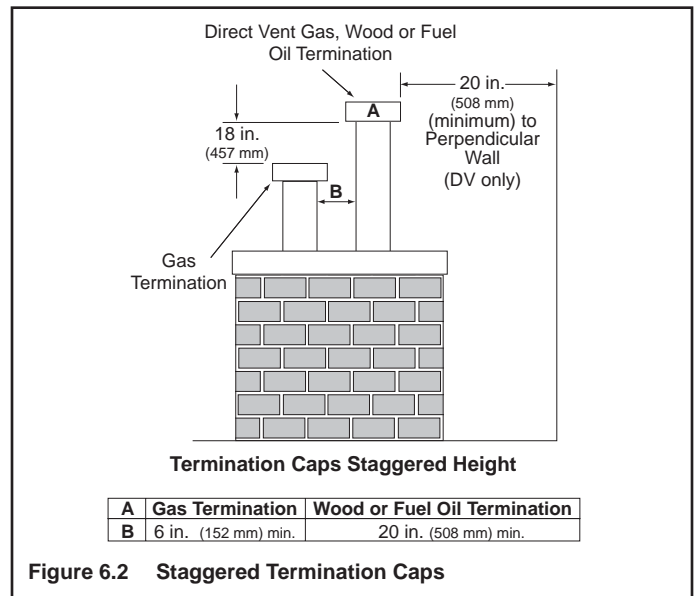 Direct Vent Gas, Wood or Fuel
Oil Termination
A
20 in.
(508 mm)
(minimum) to
Perpendicular
Wall
(DV only)
18 in.
(457 mm)
B
Gas
Termination
Termination Caps Staggered Height
A Gas Termination Wood or Fuel Oil Termination
B 6 in. (152 mm) min. 20 in. (508 mm) min.
Figure 6.2 Staggered Termination Caps